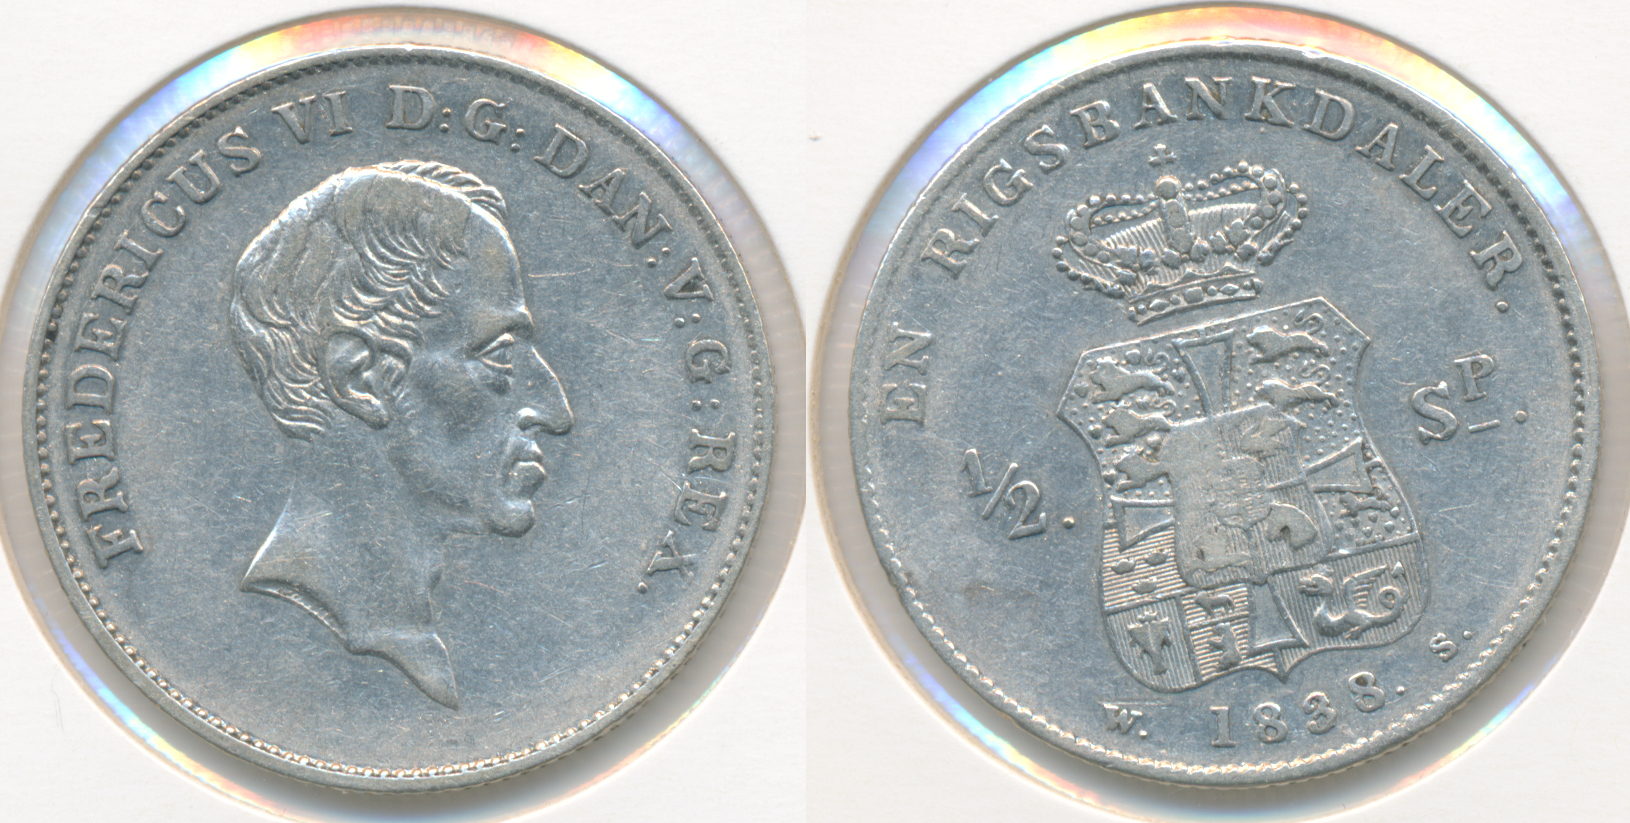 FREDERICUS VI D:G: DAN: V: G: REX.
EN RIGSBANKDALER.
1/2. SP.
W. 1838. S.